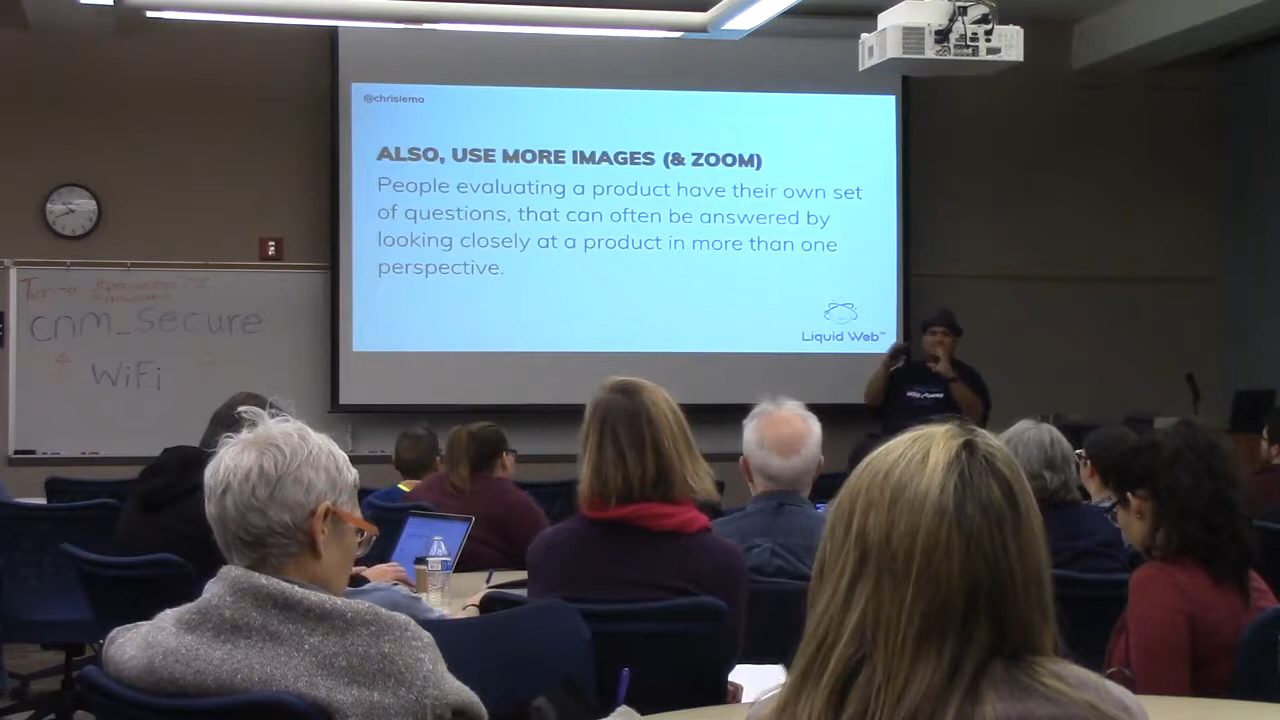 @chrislema
ALSO, USE MORE IMAGES (& ZOOM)
People evaluating a product have their own set
of questions, that can often be answered by
looking closely at a product in more than one
perspective.
Liquid Web™
cnm_secure
WiFi